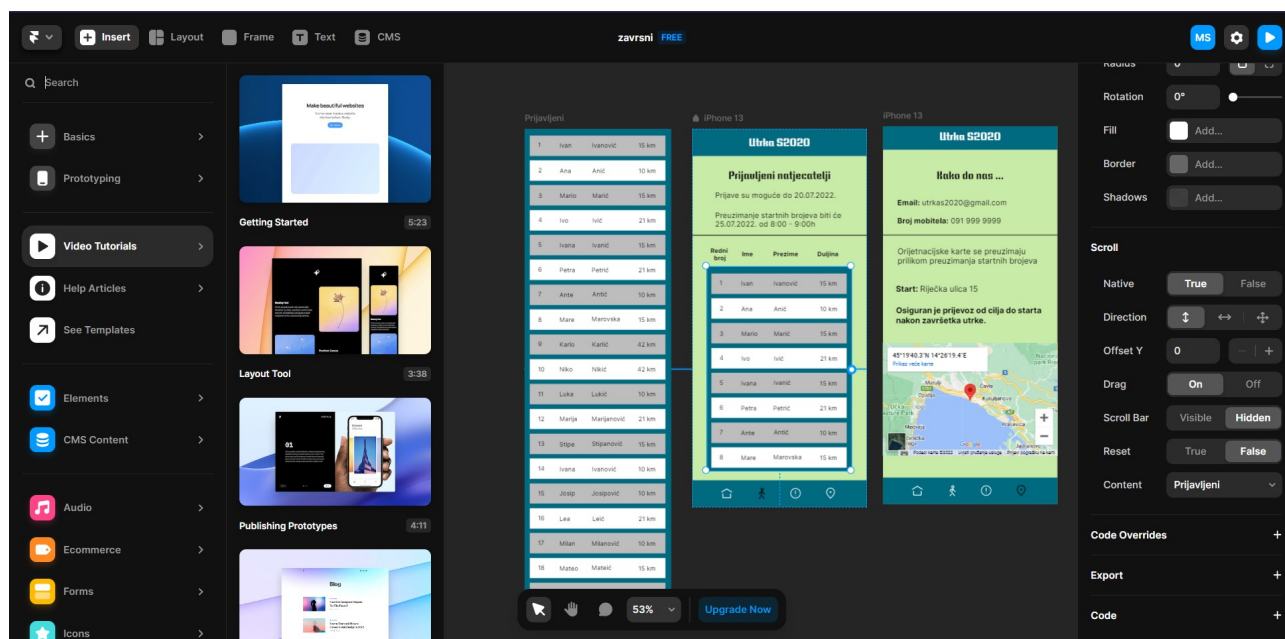 Insert
Layout
Frame
Text
CMS
zavrsni FREE
MS
Search
Basics
Prototyping
Video Tutorials
Help Articles
See Templates
Elements
CMS Content
Audio
Ecommerce
Forms
Icons
Make beautiful websites
Getting Started 5:23
Layout Tool 3:38
01
Publishing Prototypes 4:11
Blog
Prijavljeni
1 Ivan Ivanović 15 km
2 Ana Anić 10 km
3 Mario Marić 15 km
4 Ivo Ivić 21 km
5 Ivana Ivanić 15 km
6 Petra Petrić 21 km
7 Ante Antić 10 km
8 Mare Marovska 15 km
9 Karlo Karlić 42 km
10 Niko Nikić 42 km
11 Luka Lukić 10 km
12 Marija Marijanović 21 km
13 Stipe Stipanović 15 km
14 Ivana Ivanović 10 km
15 Josip Josipović 10 km
16 Lea Leić 21 km
17 Milan Milanović 10 km
18 Mateo Mateić 15 km
iPhone 13
Utrka S2020
Prijavljeni natjecatelji
Prijave su moguće do 20.07.2022.
Preuzimanje startnih brojeva biti će
25.07.2022. od 8:00 - 9:00h
Redni
broj Ime Prezime Duljina
1 Ivan Ivanović 15 km
2 Ana Anić 10 km
3 Mario Marić 15 km
4 Ivo Ivić 21 km
5 Ivana Ivanić 15 km
6 Petra Petrić 21 km
7 Ante Antić 10 km
8 Mare Marovska 15 km
iPhone 13
Utrka S2020
Kako do nas ...
Email: utrkas2020@gmail.com
Broj mobitela: 091 999 9999
Orijetnacijske karte se preuzimaju
prilikom preuzimanja startnih brojeva
Start: Riječka ulica 15
Osiguran je prijevoz od cilja do starta
nakon završetka utrke.
45°19'40.3"N 14°26'19.4"E
Prikaz veće karte
Matulji
Čavle
Opatija
Kukuljanovo
Google
53%
Upgrade Now
Radius 0
Rotation 0°
Fill Add...
Border Add...
Shadows Add...
Scroll
Native True False
Direction
Offset Y 0
Drag On Off
Scroll Bar Visible Hidden
Reset True False
Content Prijavljeni
Code Overrides
Export
Code